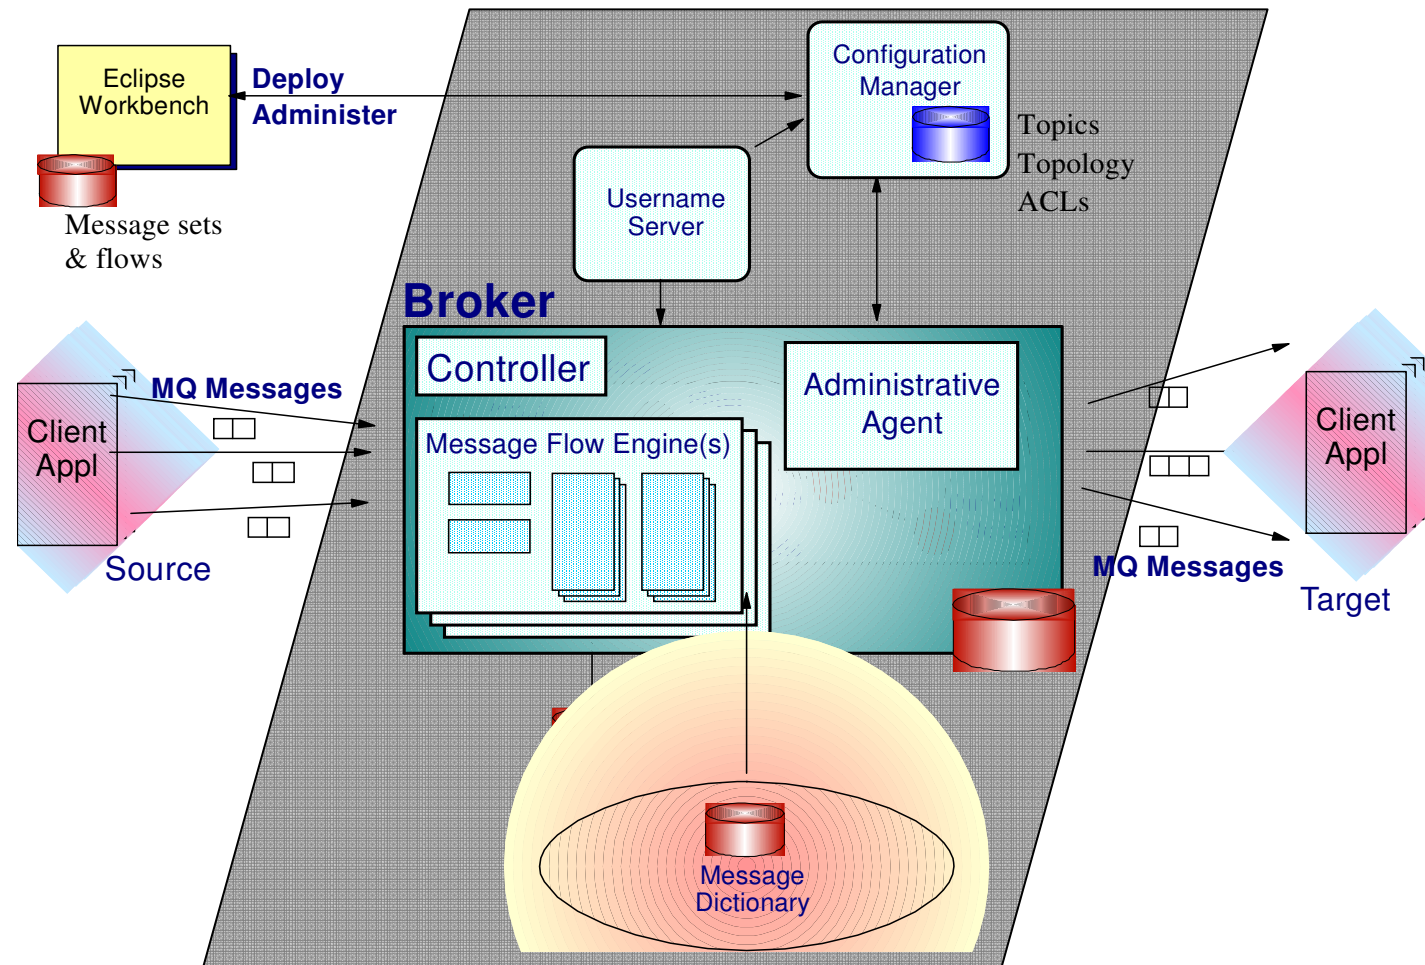 Eclipse
Workbench
Deploy
Administer
Configuration
Manager
Topics
Topology
ACLs
Message sets
& flows
Username
Server
Broker
Controller
Administrative
Agent
MQ Messages
Client
Appl
Source
Message Flow Engine(s)
Client
Appl
MQ Messages
Target
Message
Dictionary